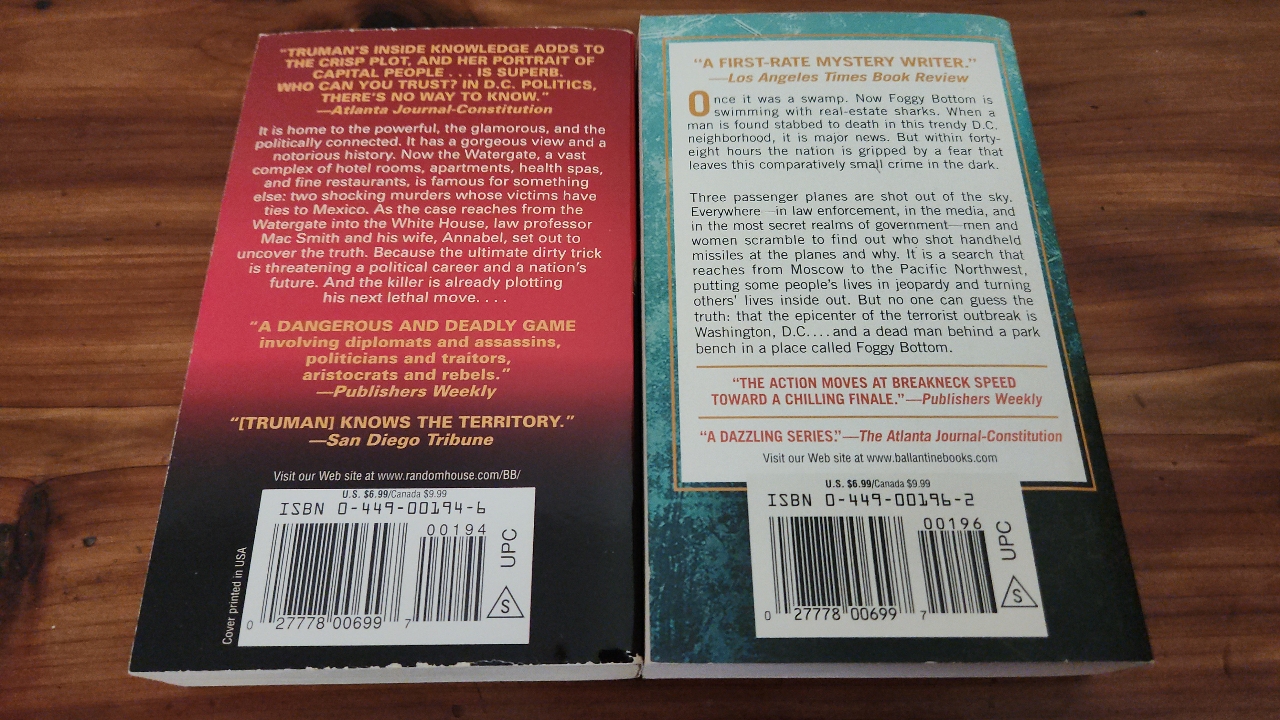 “TRUMAN’S INSIDE KNOWLEDGE ADDS TO
THE CRISP PLOT, AND HER PORTRAIT OF
CAPITAL PEOPLE . . . IS SUPERB.
WHO CAN YOU TRUST? IN D.C. POLITICS,
THERE’S NO WAY TO KNOW.”
—Atlanta Journal-Constitution
It is home to the powerful, the glamorous, and the
politically connected. It has a gorgeous view and a
notorious history. Now the Watergate, a vast
complex of hotel rooms, apartments, health spas,
and fine restaurants, is famous for something
else: two shocking murders whose victims have
ties to Mexico. As the case reaches from the
Watergate into the White House, law professor
Mac Smith and his wife, Annabel, set out to
uncover the truth. Because the ultimate dirty trick
is threatening a political career and a nation’s
future. And the killer is already plotting
his next lethal move. . . .
“A DANGEROUS AND DEADLY GAME
involving diplomats and assassins,
politicians and traitors,
aristocrats and rebels.”
—Publishers Weekly
“[TRUMAN] KNOWS THE TERRITORY.”
—San Diego Tribune
Visit our Web site at www.randomhouse.com/BB/
U.S. $6.99/Canada $9.99
ISBN 0-449-00194-6
00194
UPC
S
0 27778 00699 7
Cover printed in USA
“A FIRST-RATE MYSTERY WRITER.”
—Los Angeles Times Book Review
Once it was a swamp. Now Foggy Bottom is
swimming with real-estate sharks. When a
man is found stabbed to death in this trendy D.C.
neighborhood, it is major news. But within forty-
eight hours the nation is gripped by a fear that
leaves this comparatively small crime in the dark.
Three passenger planes are shot out of the sky.
Everywhere—in law enforcement, in the media, and
in the most secret realms of government—men and
women scramble to find out who shot handheld
missiles at the planes and why. It is a search that
reaches from Moscow to the Pacific Northwest,
putting some people’s lives in jeopardy and turning
others’ lives inside out. But no one can guess the
truth: that the epicenter of the terrorist outbreak is
Washington, D.C. . . . and a dead man behind a park
bench in a place called Foggy Bottom.
“THE ACTION MOVES AT BREAKNECK SPEED
TOWARD A CHILLING FINALE.”—Publishers Weekly
“A DAZZLING SERIES.”—The Atlanta Journal-Constitution
Visit our Web site at www.ballantinebooks.com
U.S. $6.99/Canada $9.99
ISBN 0-449-00196-2
00196
UPC
S
0 27778 00699 7